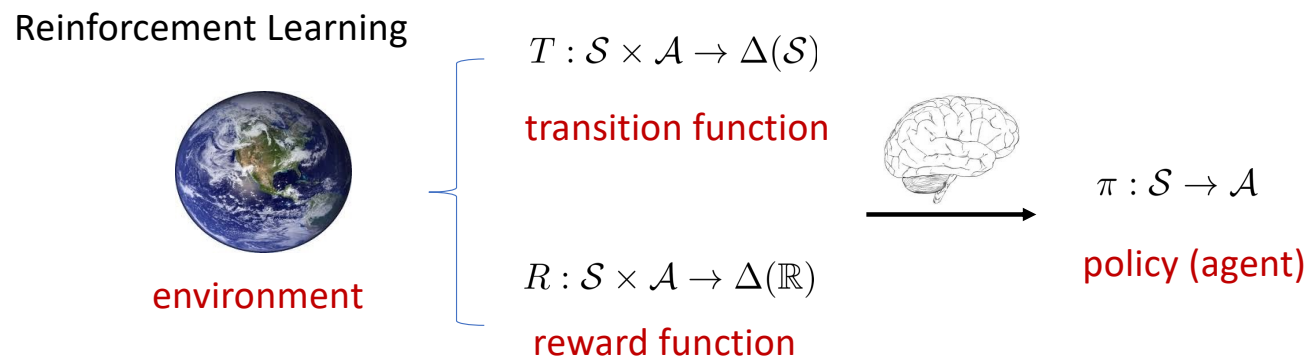 Reinforcement Learning
T : 𝒮 × 𝒜 → Δ(𝒮)
transition function
environment
R : 𝒮 × 𝒜 → Δ(ℝ)
reward function
π : 𝒮 → 𝒜
policy (agent)